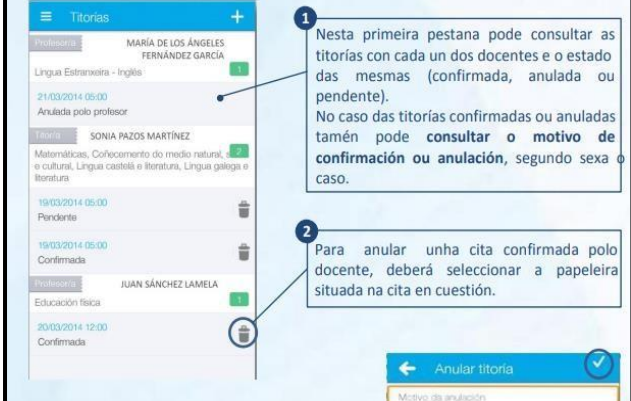 Titorías
Profesor/a MARÍA DE LOS ÁNGELES
FERNÁNDEZ GARCÍA
Lingua Estranxeira - Inglés 1
21/03/2014 05:00
Anulada polo profesor
Titor/a SONIA PAZOS MARTÍNEZ
Matemáticas, Coñecemento do medio natural, s 2
e cultural, Lingua castelá e literatura, Lingua galega e
literatura
19/03/2014 05:00
Pendente
19/03/2014 05:00
Confirmada
Profesor/a JUAN SÁNCHEZ LAMELA
Educación física 1
20/03/2014 12:00
Confirmada
1
Nesta primeira pestana pode consultar as
titorías con cada un dos docentes e o estado
das mesmas (confirmada, anulada ou
pendente).
No caso das titorías confirmadas ou anuladas
tamén pode consultar o motivo de
confirmación ou anulación, segundo sexa o
caso.
2
Para anular unha cita confirmada polo
docente, deberá seleccionar a papeleira
situada na cita en cuestión.
Anular titoría
Motivo da anulación